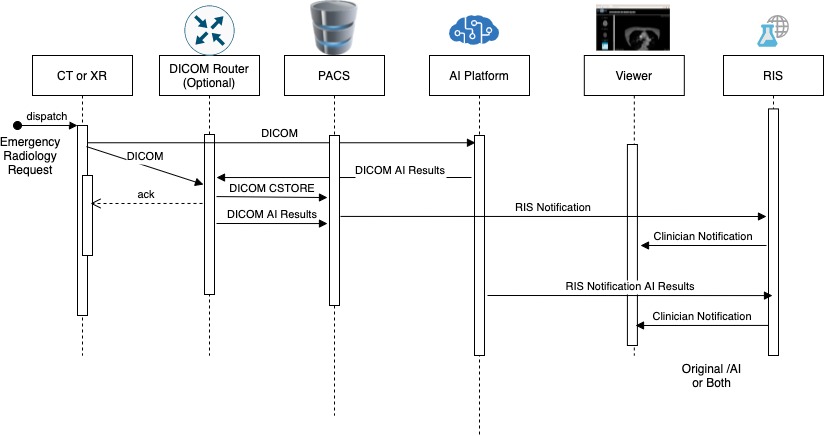 CT or XR
DICOM Router
(Optional)
PACS
AI Platform
Viewer
RIS
dispatch
Emergency
Radiology
Request
DICOM
DICOM
DICOM AI Results
DICOM CSTORE
ack
DICOM AI Results
RIS Notification
Clinician Notification
RIS Notification AI Results
Clinician Notification
Original /AI
or Both